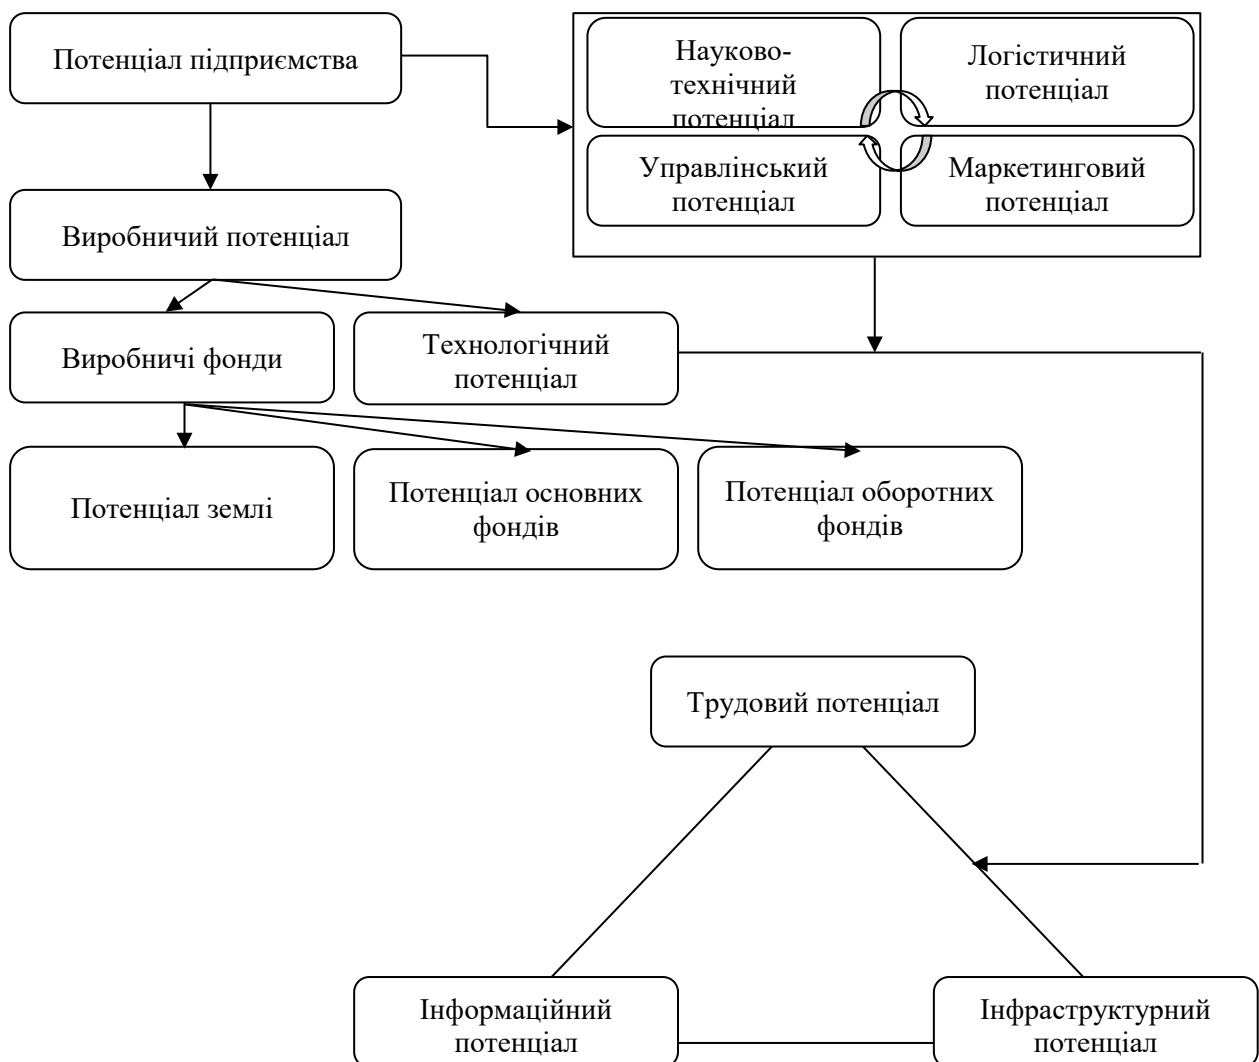 Потенціал підприємства
Науково-
технічний
потенціал
Логістичний
потенціал
Управлінський
потенціал
Маркетинговий
потенціал
Виробничий потенціал
Виробничі фонди
Технологічний
потенціал
Потенціал землі
Потенціал основних
фондів
Потенціал оборотних
фондів
Трудовий потенціал
Інформаційний
потенціал
Інфраструктурний
потенціал